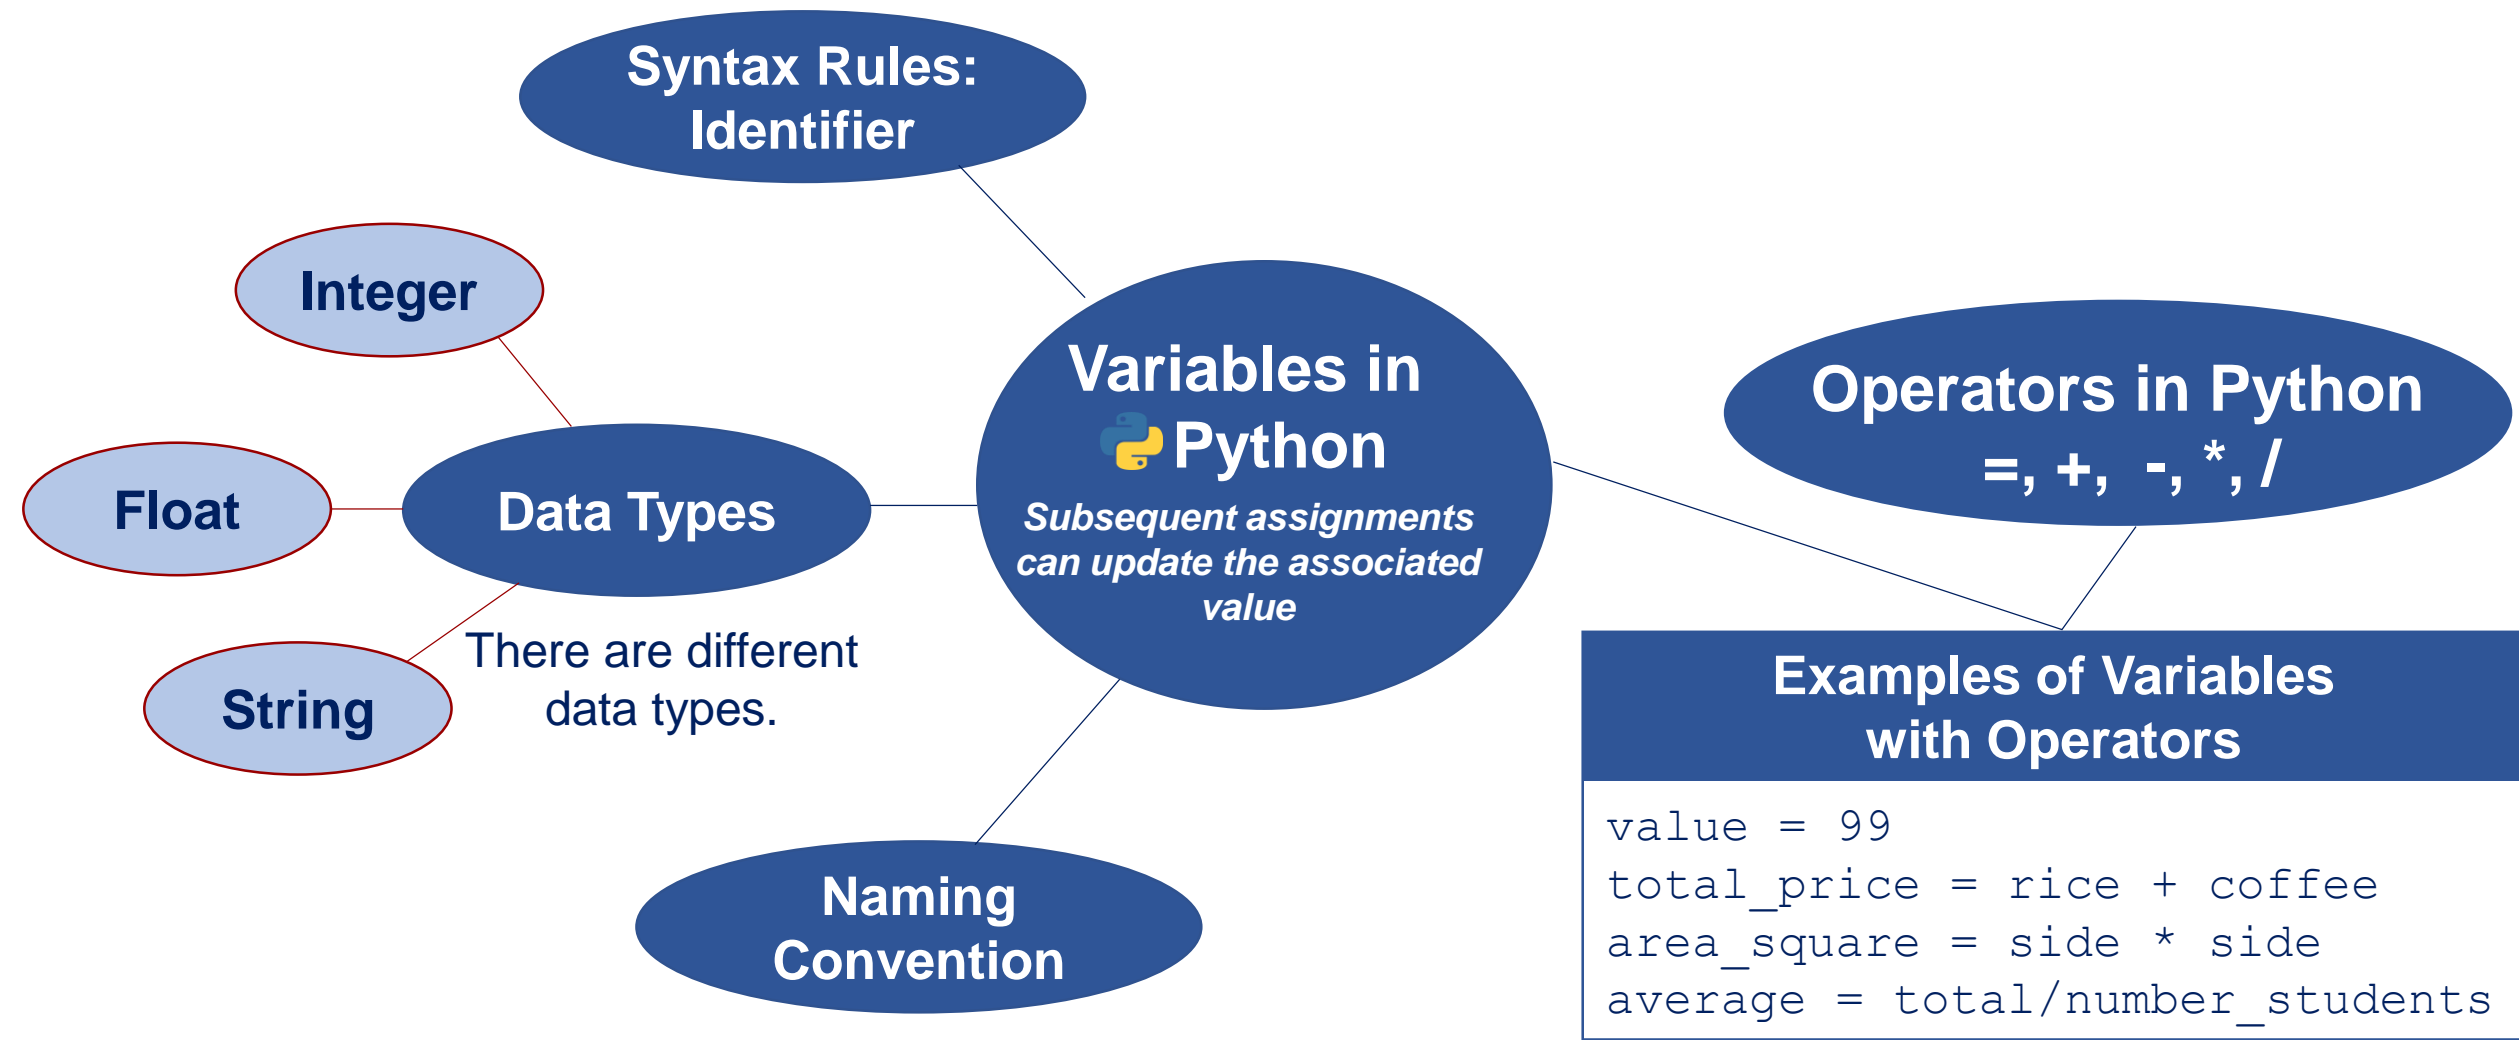 Syntax Rules:
Identifier
Integer
Float
String
Data Types
There are different
data types.
Variables in
Python
Subsequent assignments
can update the associated
value
Naming
Convention
Operators in Python
=, +, -, *, /
Examples of Variables
with Operators
value = 99
total_price = rice + coffee
area_square = side * side
average = total/number_students